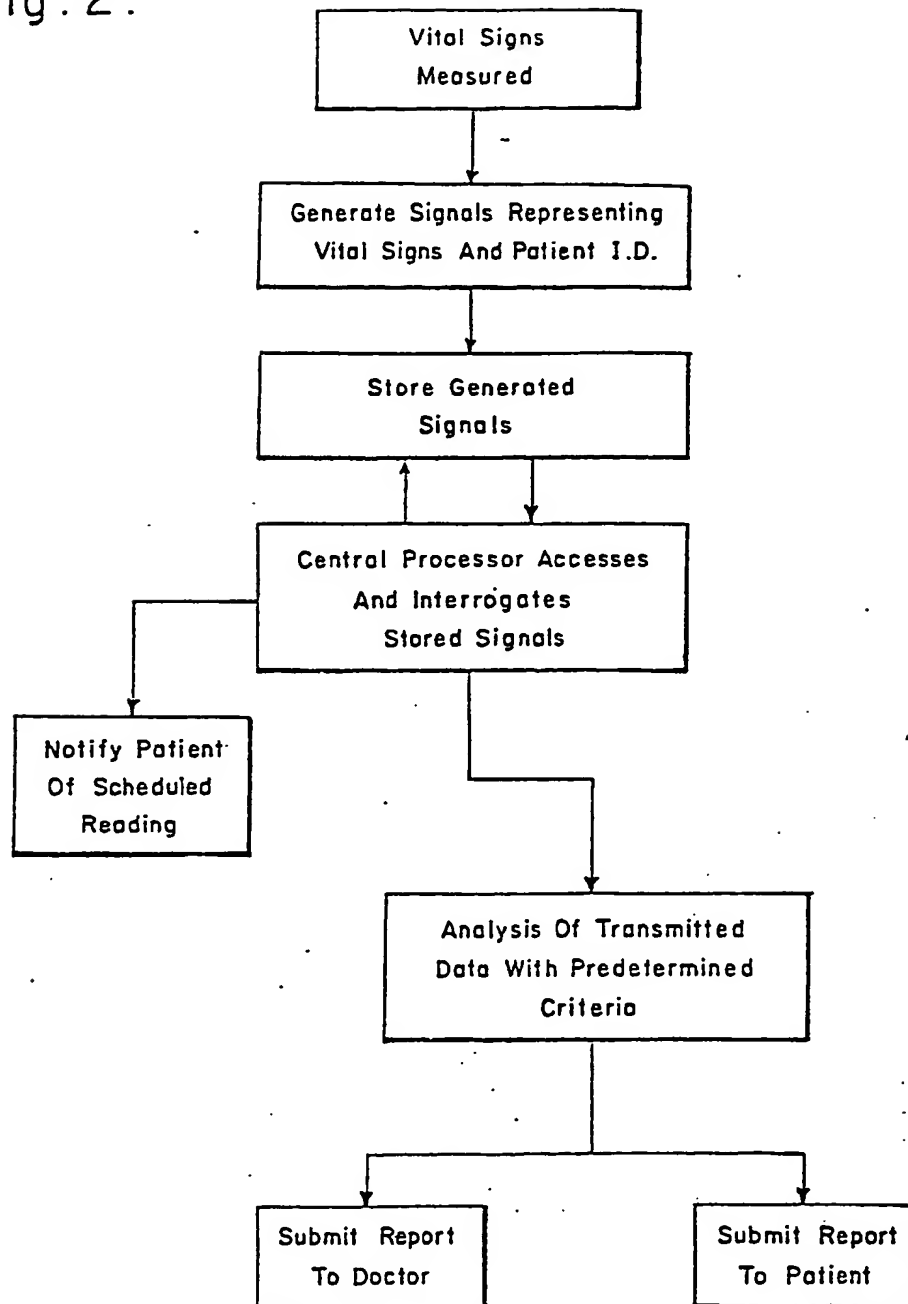 ig. 2.
Vital Signs
Measured
Generate Signals Representing
Vital Signs And Patient I.D.
Store Generated
Signals
Central Processor Accesses
And Interrogates
Stored Signals
Notify Patient
Of Scheduled
Reading
Analysis Of Transmitted
Data With Predetermined
Criteria
Submit Report
To Doctor
Submit Report
To Patient